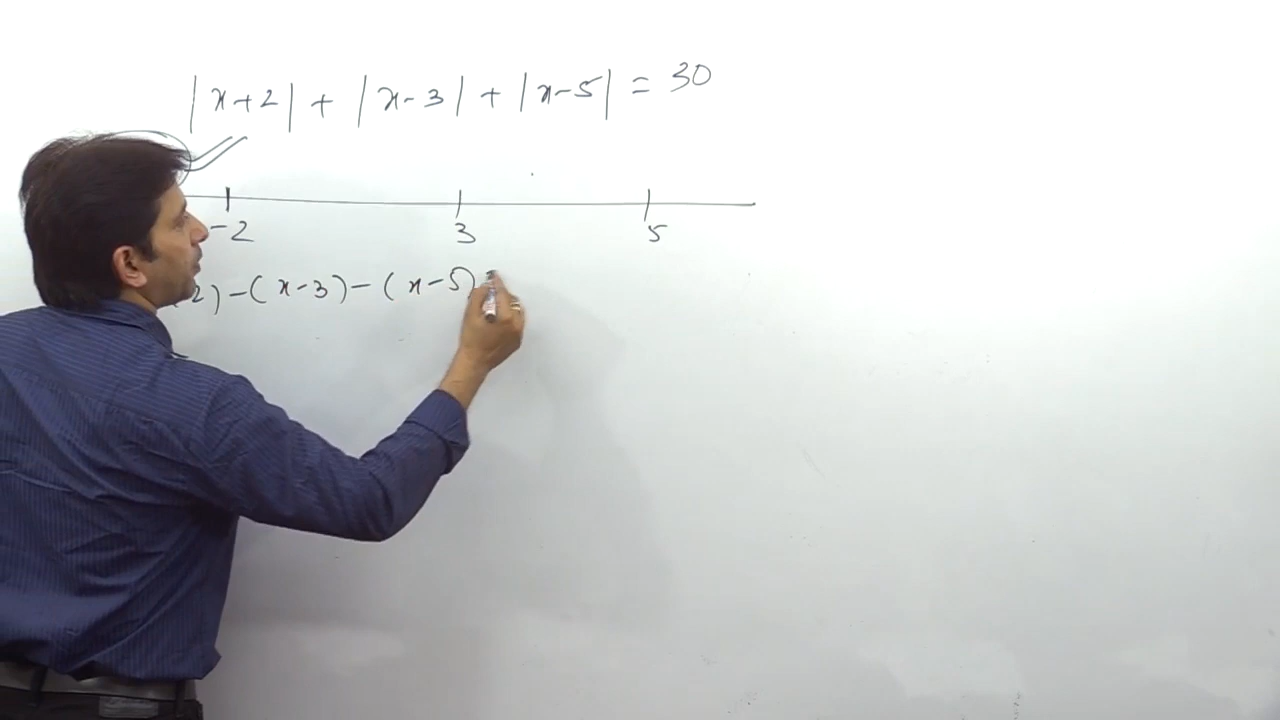 |x+2| + |x-3| + |x-5| = 30
-2 3 5
2) - (x-3) - (x-5)